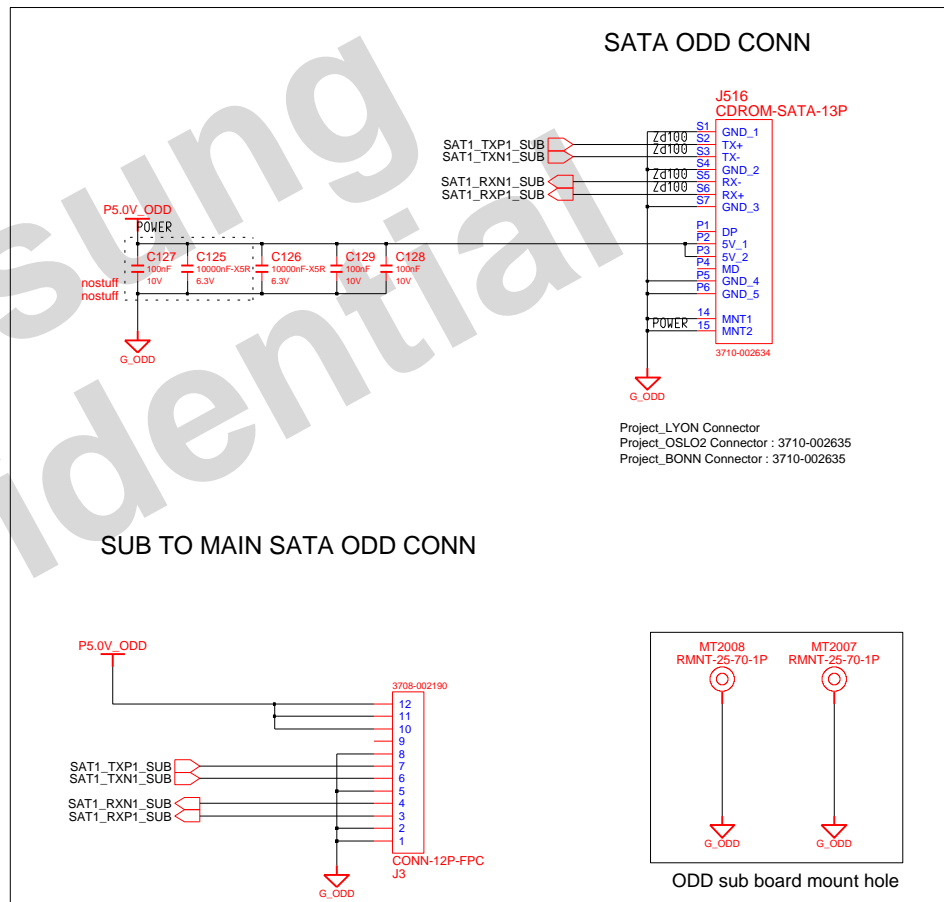 SATA ODD CONN
J516
CDROM-SATA-13P
S1 GND_1
SAT1_TXP1_SUB Zd100 S2 TX+
SAT1_TXN1_SUB Zd100 S3 TX-
S4 GND_2
SAT1_RXN1_SUB Zd100 S5 RX-
SAT1_RXP1_SUB Zd100 S6 RX+
S7 GND_3
P1 DP
P2 5V_1
P3 5V_2
P4 MD
P5 GND_4
P6 GND_5
14 MNT1
POWER 15 MNT2
3710-002634
G_ODD
P5.0V_ODD
POWER
C127 C125 C126 C129 C128
100nF 10000nF-X5R 10000nF-X5R 100nF 100nF
10V 6.3V 6.3V 10V 10V
nostuff
nostuff
G_ODD
Project_LYON Connector
Project_OSLO2 Connector : 3710-002635
Project_BONN Connector : 3710-002635
sung
idential
SUB TO MAIN SATA ODD CONN
P5.0V_ODD
3708-002190
12
11
10
9
8
SAT1_TXP1_SUB 7
SAT1_TXN1_SUB 6
5
SAT1_RXN1_SUB 4
SAT1_RXP1_SUB 3
2
1
CONN-12P-FPC
J3
G_ODD
MT2008 MT2007
RMNT-25-70-1P RMNT-25-70-1P
G_ODD G_ODD
ODD sub board mount hole